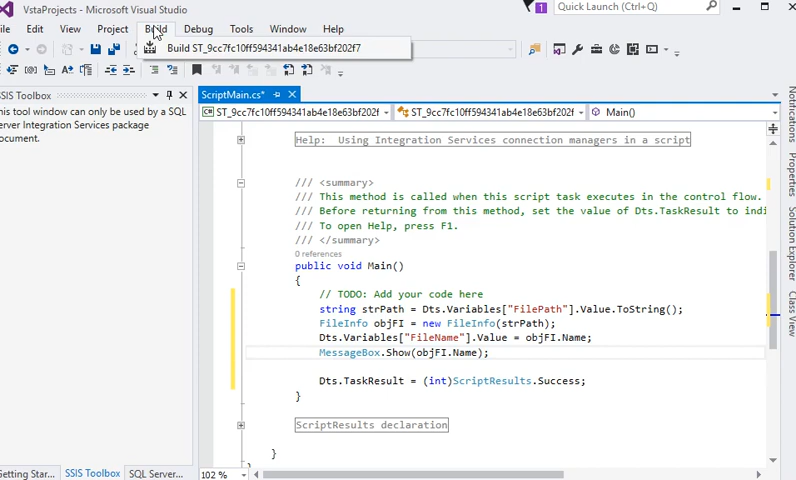 VstaProjects - Microsoft Visual Studio
1
Quick Launch (Ctrl+Q)
Edit View Project Build Debug Tools Window Help
Build ST_9cc7fc10ff594341ab4e18e63bf202f7
SSIS Toolbox
ScriptMain.cs*
his tool window can only be used by a SQL
erver Integration Services package
ocument.
C# ST_9cc7fc10ff594341ab4e18e63bf202f
ST_9cc7fc10ff594341ab4e18e63bf202f
Main()
Help: Using Integration Services connection managers in a script
/// <summary>
/// This method is called when this script task executes in the control flow.
/// Before returning from this method, set the value of Dts.TaskResult to indi
/// To open Help, press F1.
/// </summary>
0 references
public void Main()
{
// TODO: Add your code here
string strPath = Dts.Variables["FilePath"].Value.ToString();
FileInfo objFI = new FileInfo(strPath);
Dts.Variables["FileName"].Value = objFI.Name;
MessageBox.Show(objFI.Name);
Dts.TaskResult = (int)ScriptResults.Success;
}
ScriptResults declaration
}
102 %
Getting Star... SSIS Toolbox SQL Server...
Notifications
Properties
Solution Explorer
Class View